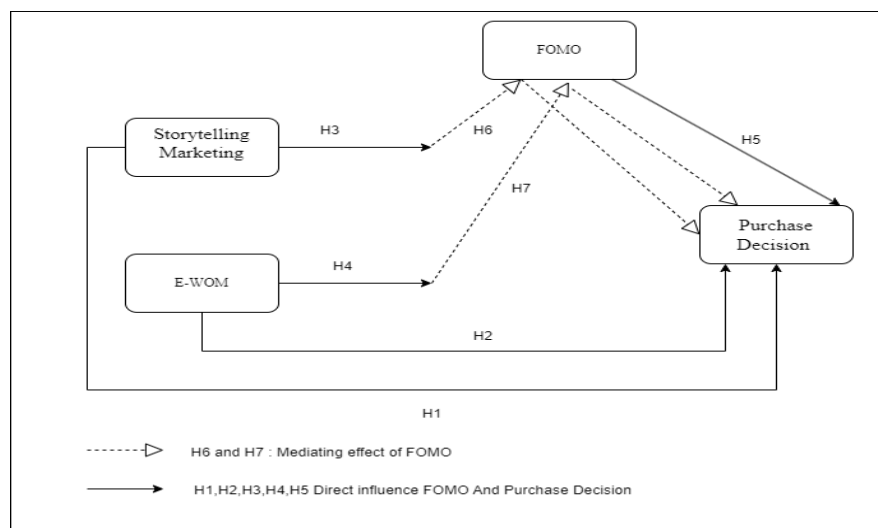 FOMO
H3
H6
Storytelling
Marketing
H5
H7
Purchase
Decision
H4
E-WOM
H2
H1
H6 and H7 : Mediating effect of FOMO
H1,H2,H3,H4,H5 Direct influence FOMO And Purchase Decision